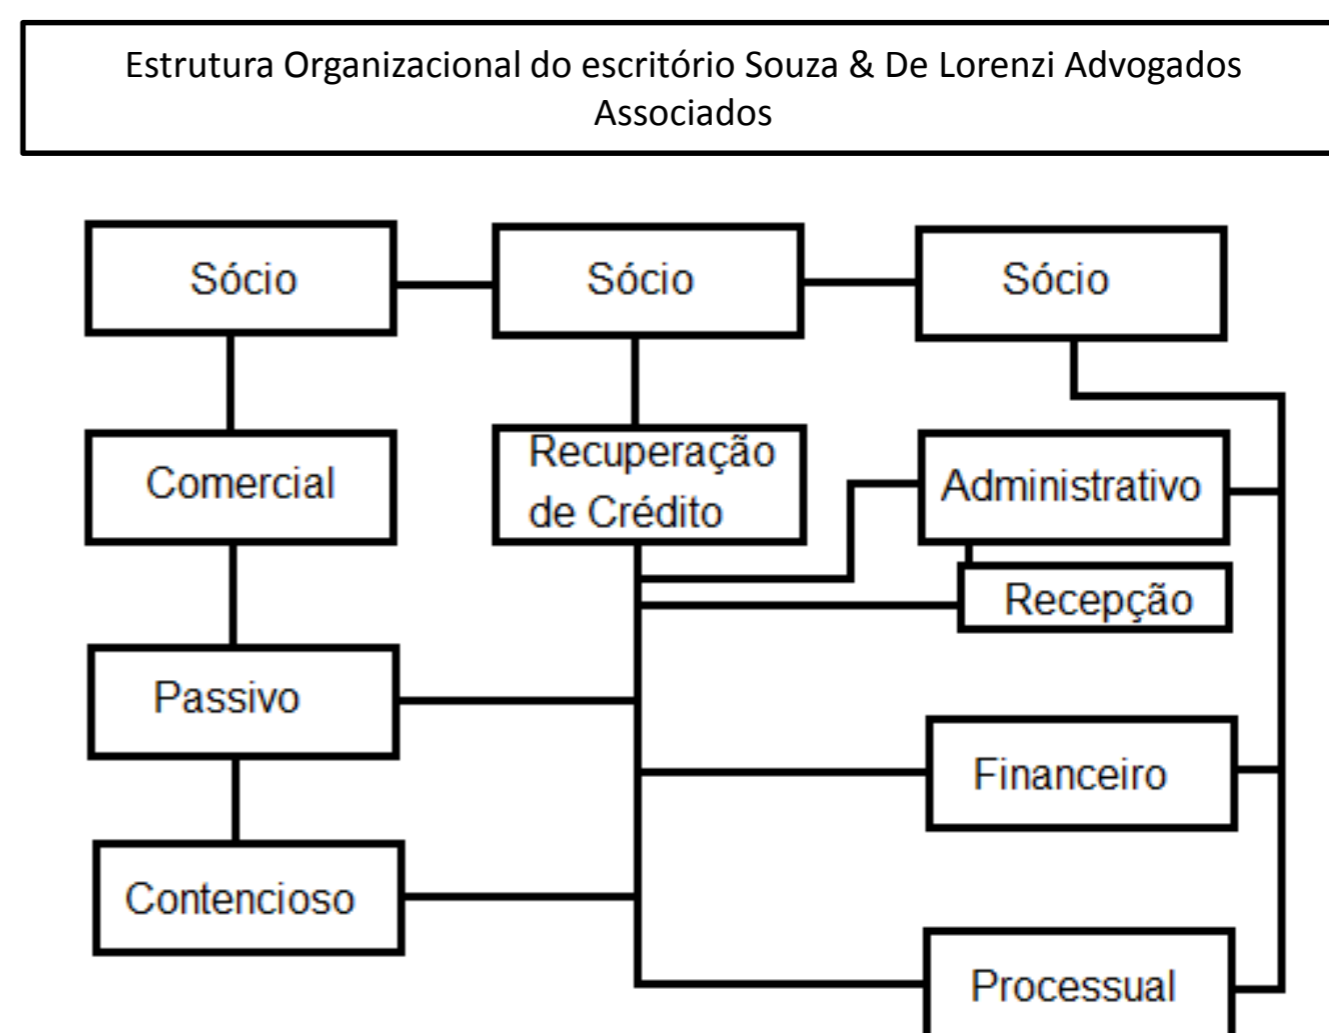 Estrutura Organizacional do escritório Souza & De Lorenzi Advogados
Associados
Sócio
Sócio
Sócio
Comercial
Recuperação
de Crédito
Administrativo
Recepção
Passivo
Financeiro
Contencioso
Processual